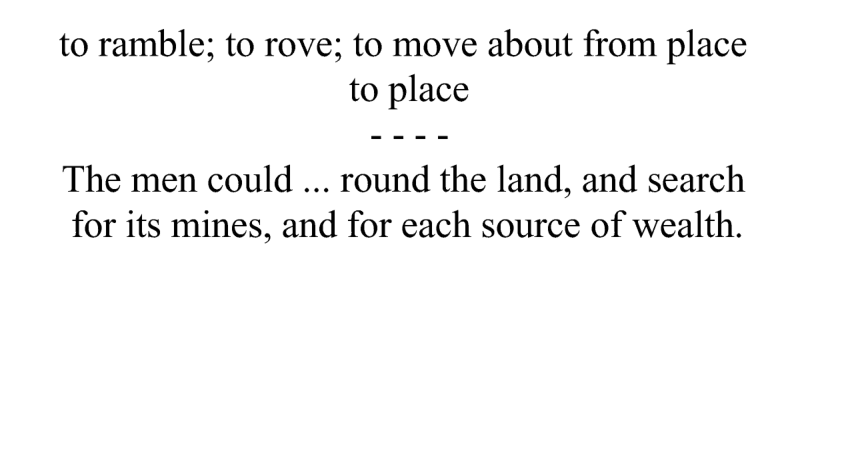 to ramble; to rove; to move about from place
to place
- - - -
The men could ... round the land, and search
for its mines, and for each source of wealth.